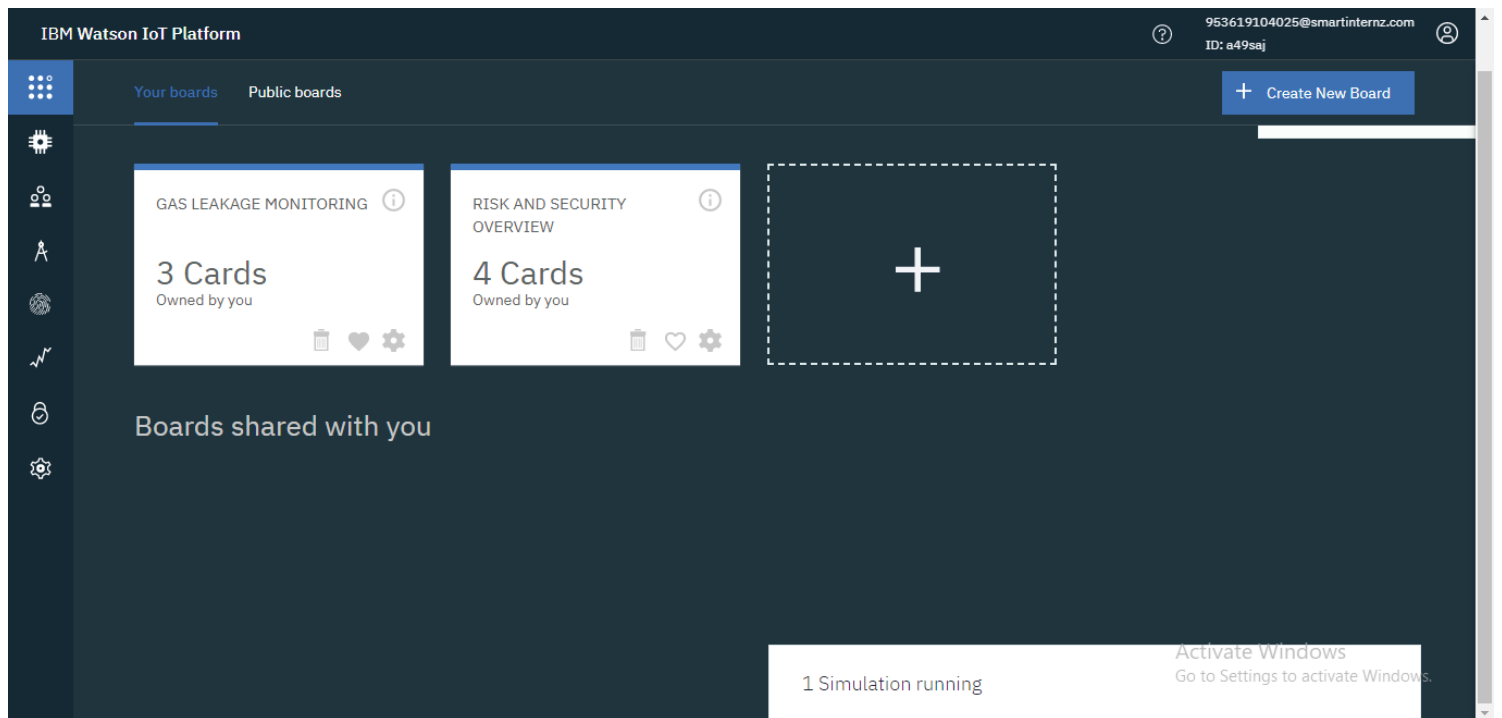 IBM Watson IoT Platform
953619104025@smartinternz.com
ID: a49saj
Your boards
Public boards
Create New Board
GAS LEAKAGE MONITORING
3 Cards
Owned by you
RISK AND SECURITY
OVERVIEW
4 Cards
Owned by you
Boards shared with you
1 Simulation running
Activate Windows
Go to Settings to activate Windows.